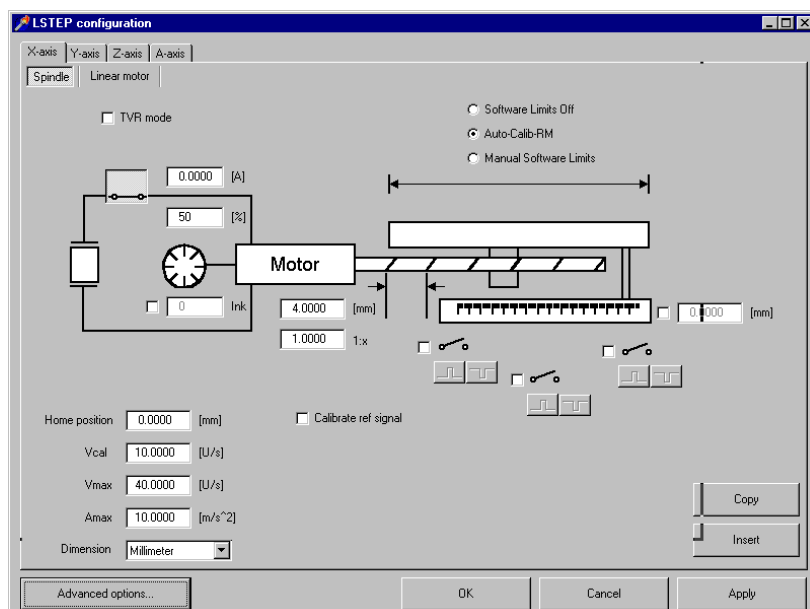 LSTEP configuration
X-axis Y-axis Z-axis A-axis
Spindle Linear motor
TVR mode
Software Limits Off
Auto-Calib-RM
Manual Software Limits
0.0000 [A]
50 [%]
Motor
0 Ink
4.0000 [mm]
0.0000 [mm]
1.0000 1:x
Home position 0.0000 [mm]
Calibrate ref signal
Vcal 10.0000 [U/s]
Vmax 40.0000 [U/s]
Amax 10.0000 [m/s^2]
Copy
Dimension Millimeter
Insert
Advanced options... OK Cancel Apply